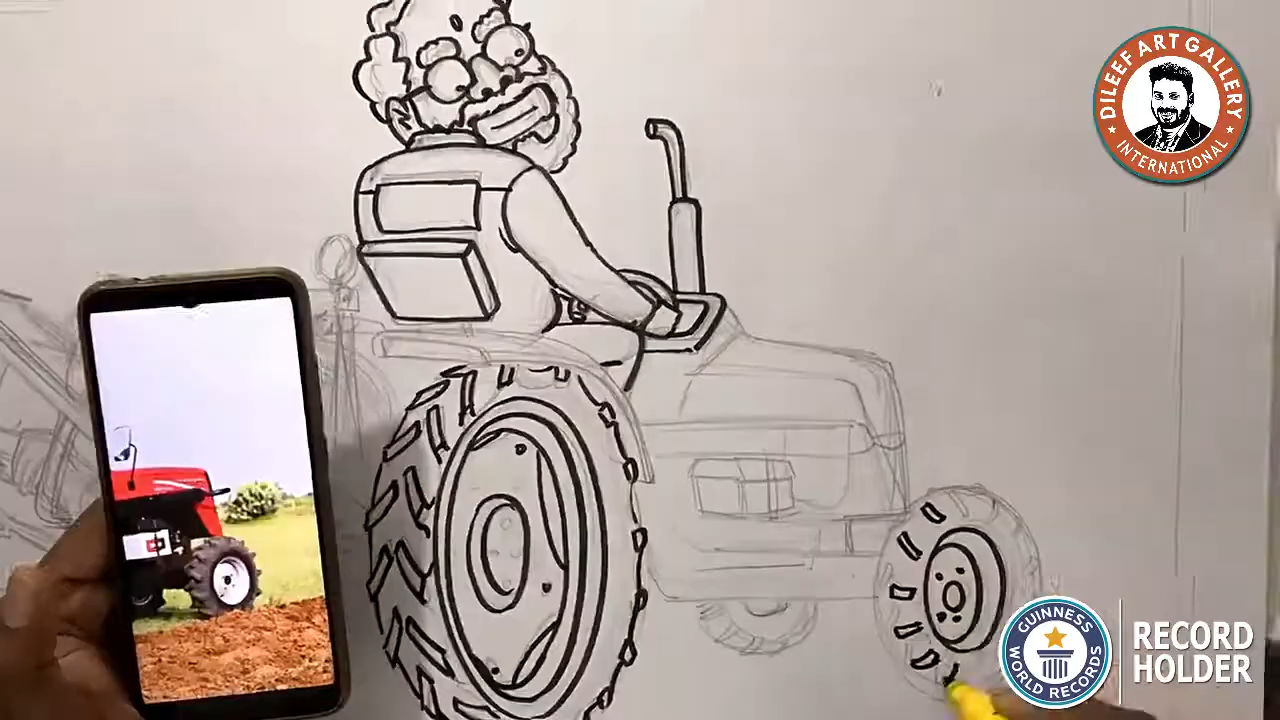 DILEEF ART GALLERY
★ INTERNATIONAL ★
GUINNESS
WORLD RECORDS
RECORD
HOLDER